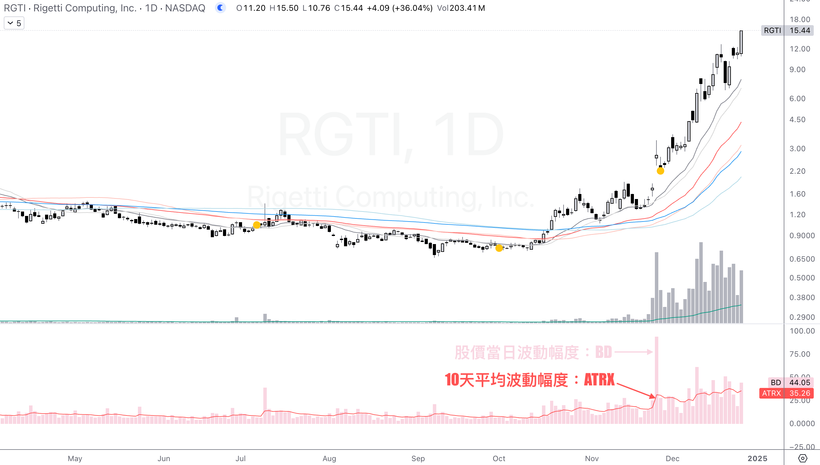 RGTI · Rigetti Computing, Inc. · 1D · NASDAQ O11.20 H15.50 L10.76 C15.44 +4.09 (+36.04%) Vol203.41M
5
24.00
18.00
RGTI 15.44
12.00
9.00
6.00
4.50
3.00
2.20
1.60
1.20
0.9000
0.6500
0.5000
0.3800
0.2900
RGTI, 1D
Rigetti Computing, Inc.
100.00
股價當日波動幅度：BD
75.00
10天平均波動幅度：ATRX
BD 44.05
ATRX 35.26
25.00
0.0000
−25.00
May Jun Jul Aug Sep Oct Nov Dec 2025